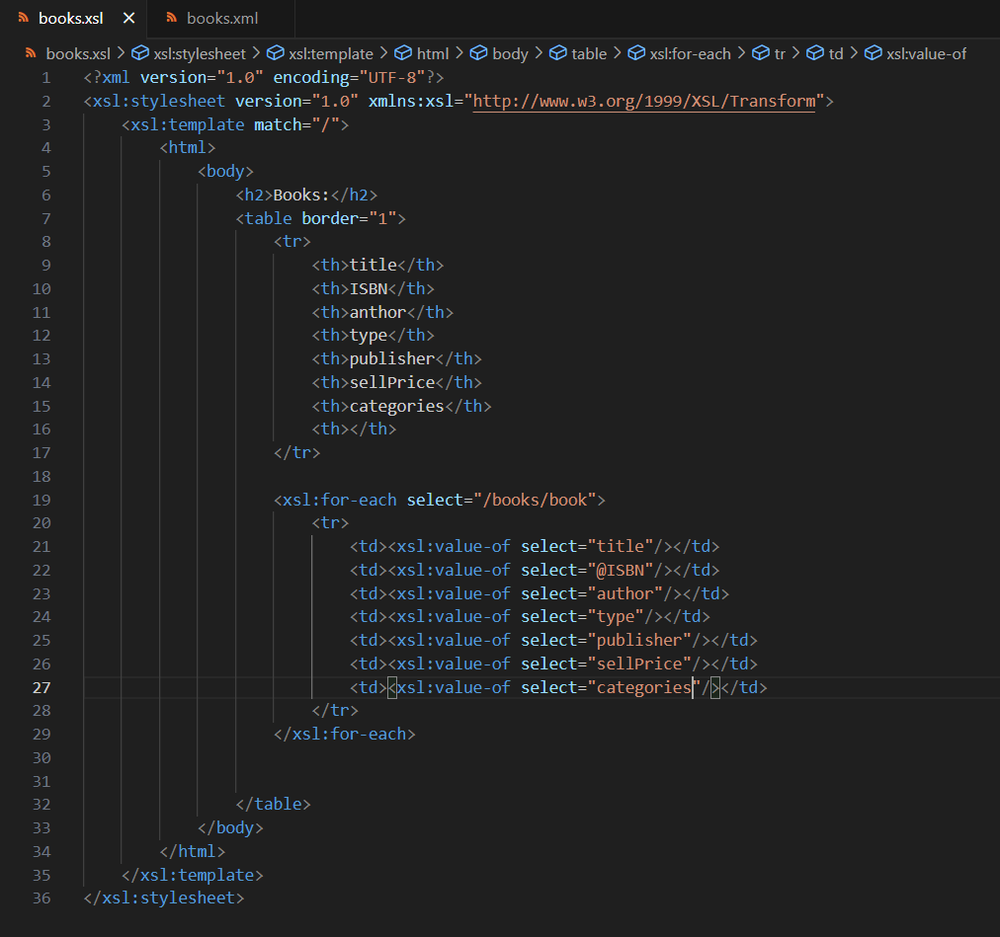 books.xsl
books.xml
books.xsl > xsl:stylesheet > xsl:template > html > body > table > xsl:for-each > tr > td > xsl:value-of
1 <?xml version="1.0" encoding="UTF-8"?>
2 <xsl:stylesheet version="1.0" xmlns:xsl="http://www.w3.org/1999/XSL/Transform">
3 <xsl:template match="/">
4 <html>
5 <body>
6 <h2>Books:</h2>
7 <table border="1">
8 <tr>
9 <th>title</th>
10 <th>ISBN</th>
11 <th>anthor</th>
12 <th>type</th>
13 <th>publisher</th>
14 <th>sellPrice</th>
15 <th>categories</th>
16 <th></th>
17 </tr>
18
19 <xsl:for-each select="/books/book">
20 <tr>
21 <td><xsl:value-of select="title"/></td>
22 <td><xsl:value-of select="@ISBN"/></td>
23 <td><xsl:value-of select="author"/></td>
24 <td><xsl:value-of select="type"/></td>
25 <td><xsl:value-of select="publisher"/></td>
26 <td><xsl:value-of select="sellPrice"/></td>
27 <td><xsl:value-of select="categories"/></td>
28 </tr>
29 </xsl:for-each>
30
31
32 </table>
33 </body>
34 </html>
35 </xsl:template>
36 </xsl:stylesheet>